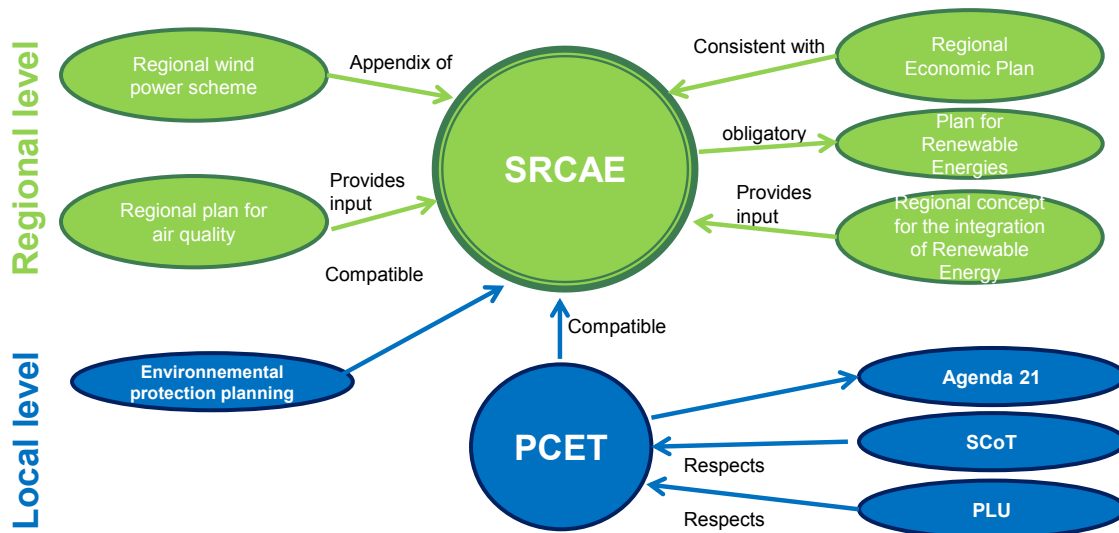 Regional level
Regional wind
power scheme
Appendix of
SRCAE
Consistent with
Regional
Economic Plan
obligatory
Plan for
Renewable
Energies
Regional plan for
air quality
Provides
input
Provides
input
Regional concept
for the integration
of Renewable
Energy
Compatible
Local level
Environnemental
protection planning
Compatible
PCET
Agenda 21
SCoT
Respects
PLU
Respects